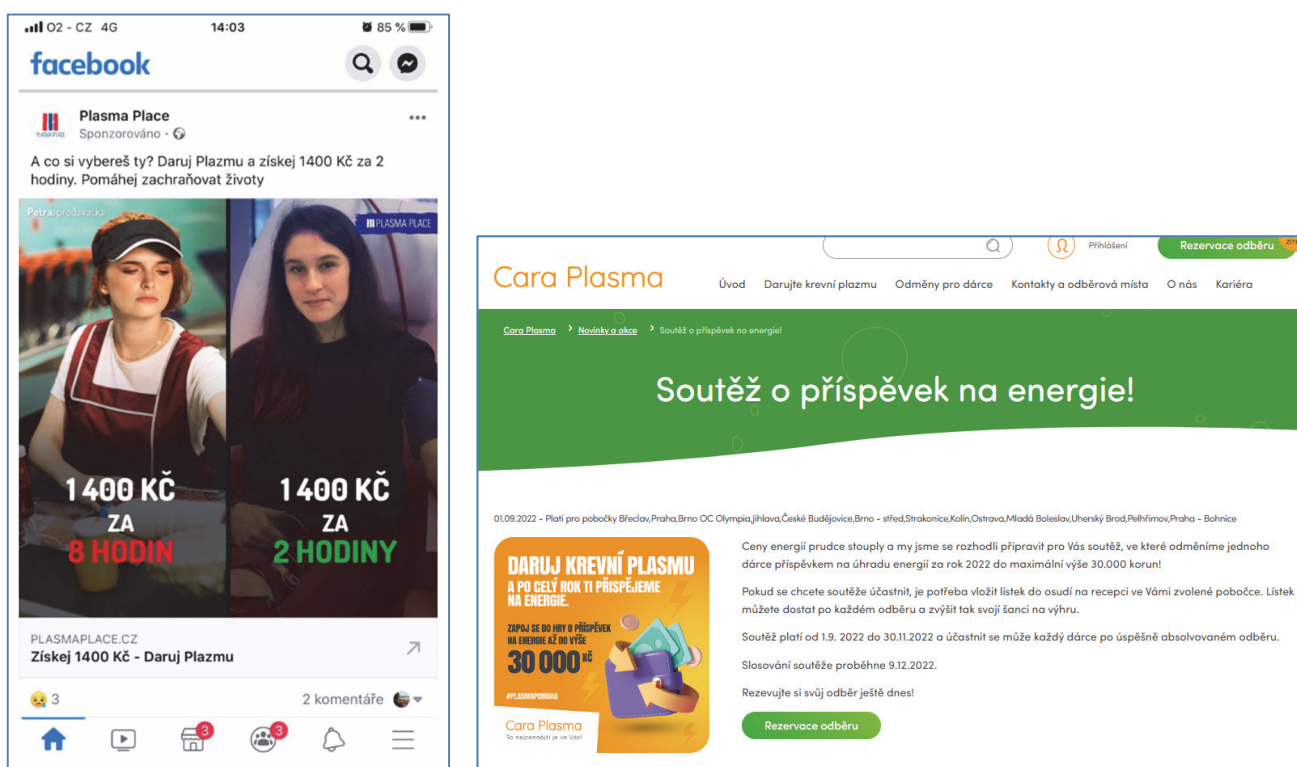 O2 - CZ 4G 14:03 85 %
facebook
Plasma Place
Sponzorováno ·
A co si vybereš ty? Daruj Plazmu a získej 1400 Kč za 2
hodiny. Pomáhej zachraňovat životy
Petra, prodavačka
PLASMA PLACE
1400 KČ
ZA
8 HODIN
1400 KČ
ZA
2 HODINY
PLASMAPLACE.CZ
Získej 1400 Kč - Daruj Plazmu
3 2 komentáře
3 3
Přihlášení Rezervace odběru
Cara Plasma Úvod Darujte krevní plazmu Odměny pro dárce Kontakty a odběrová místa O nás Kariéra
Cara Plasma > Novinky a akce > Soutěž o příspěvek na energie!
Soutěž o příspěvek na energie!
01.09.2022 - Platí pro pobočky Břeclav,Praha,Brno OC Olympia,Jihlava,České Budějovice,Brno - střed,Strakonice,Kolín,Ostrava,Mladá Boleslav,Uherský Brod,Pelhřimov,Praha - Bohnice
DARUJ KREVNÍ PLASMU
A PO CELÝ ROK TI PŘISPĚJEME
NA ENERGIE.
ZAPOJ SE DO HRY O PŘÍSPĚVEK
NA ENERGIE AŽ DO VÝŠE
30 000 KČ
#PLASMAPOMAHA
Cara Plasma
To nejcennější je ve Vás!
Ceny energií prudce stouply a my jsme se rozhodli připravit pro Vás soutěž, ve které odměníme jednoho
dárce příspěvkem na úhradu energií za rok 2022 do maximální výše 30.000 korun!
Pokud se chcete soutěže účastnit, je potřeba vložit lístek do osudí na recepci ve Vámi zvolené pobočce. Lístek
můžete dostat po každém odběru a zvýšit tak svojí šanci na výhru.
Soutěž platí od 1.9. 2022 do 30.11.2022 a účastnit se může každý dárce po úspěšně absolvovaném odběru.
Slosování soutěže proběhne 9.12.2022.
Rezevujte si svůj odběr ještě dnes!
Rezervace odběru